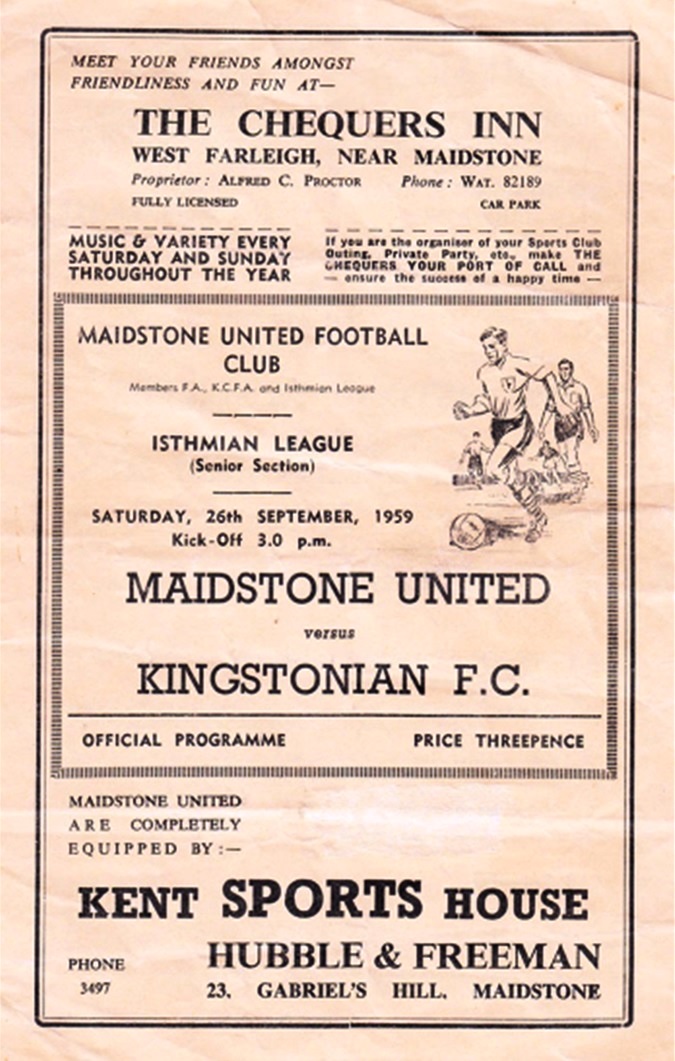 MEET YOUR FRIENDS AMONGST
FRIENDLINESS AND FUN AT—
THE CHEQUERS INN
WEST FARLEIGH, NEAR MAIDSTONE
Proprietor: ALFRED C. PROCTOR Phone: WAT. 82189
FULLY LICENSED CAR PARK
MUSIC & VARIETY EVERY
SATURDAY AND SUNDAY
THROUGHOUT THE YEAR
If you are the organiser of your Sports Club
Outing, Private Party, etc., make THE
CHEQUERS YOUR PORT OF CALL and
— ensure the success of a happy time —
MAIDSTONE UNITED FOOTBALL
CLUB
Members F.A., K.C.F.A. and Isthmian League
ISTHMIAN LEAGUE
(Senior Section)
SATURDAY, 26th SEPTEMBER, 1959
Kick-Off 3.0 p.m.
MAIDSTONE UNITED
versus
KINGSTONIAN F.C.
OFFICIAL PROGRAMME PRICE THREEPENCE
MAIDSTONE UNITED
ARE COMPLETELY
EQUIPPED BY:—
KENT SPORTS HOUSE
HUBBLE & FREEMAN
PHONE
3497
23, GABRIEL'S HILL, MAIDSTONE